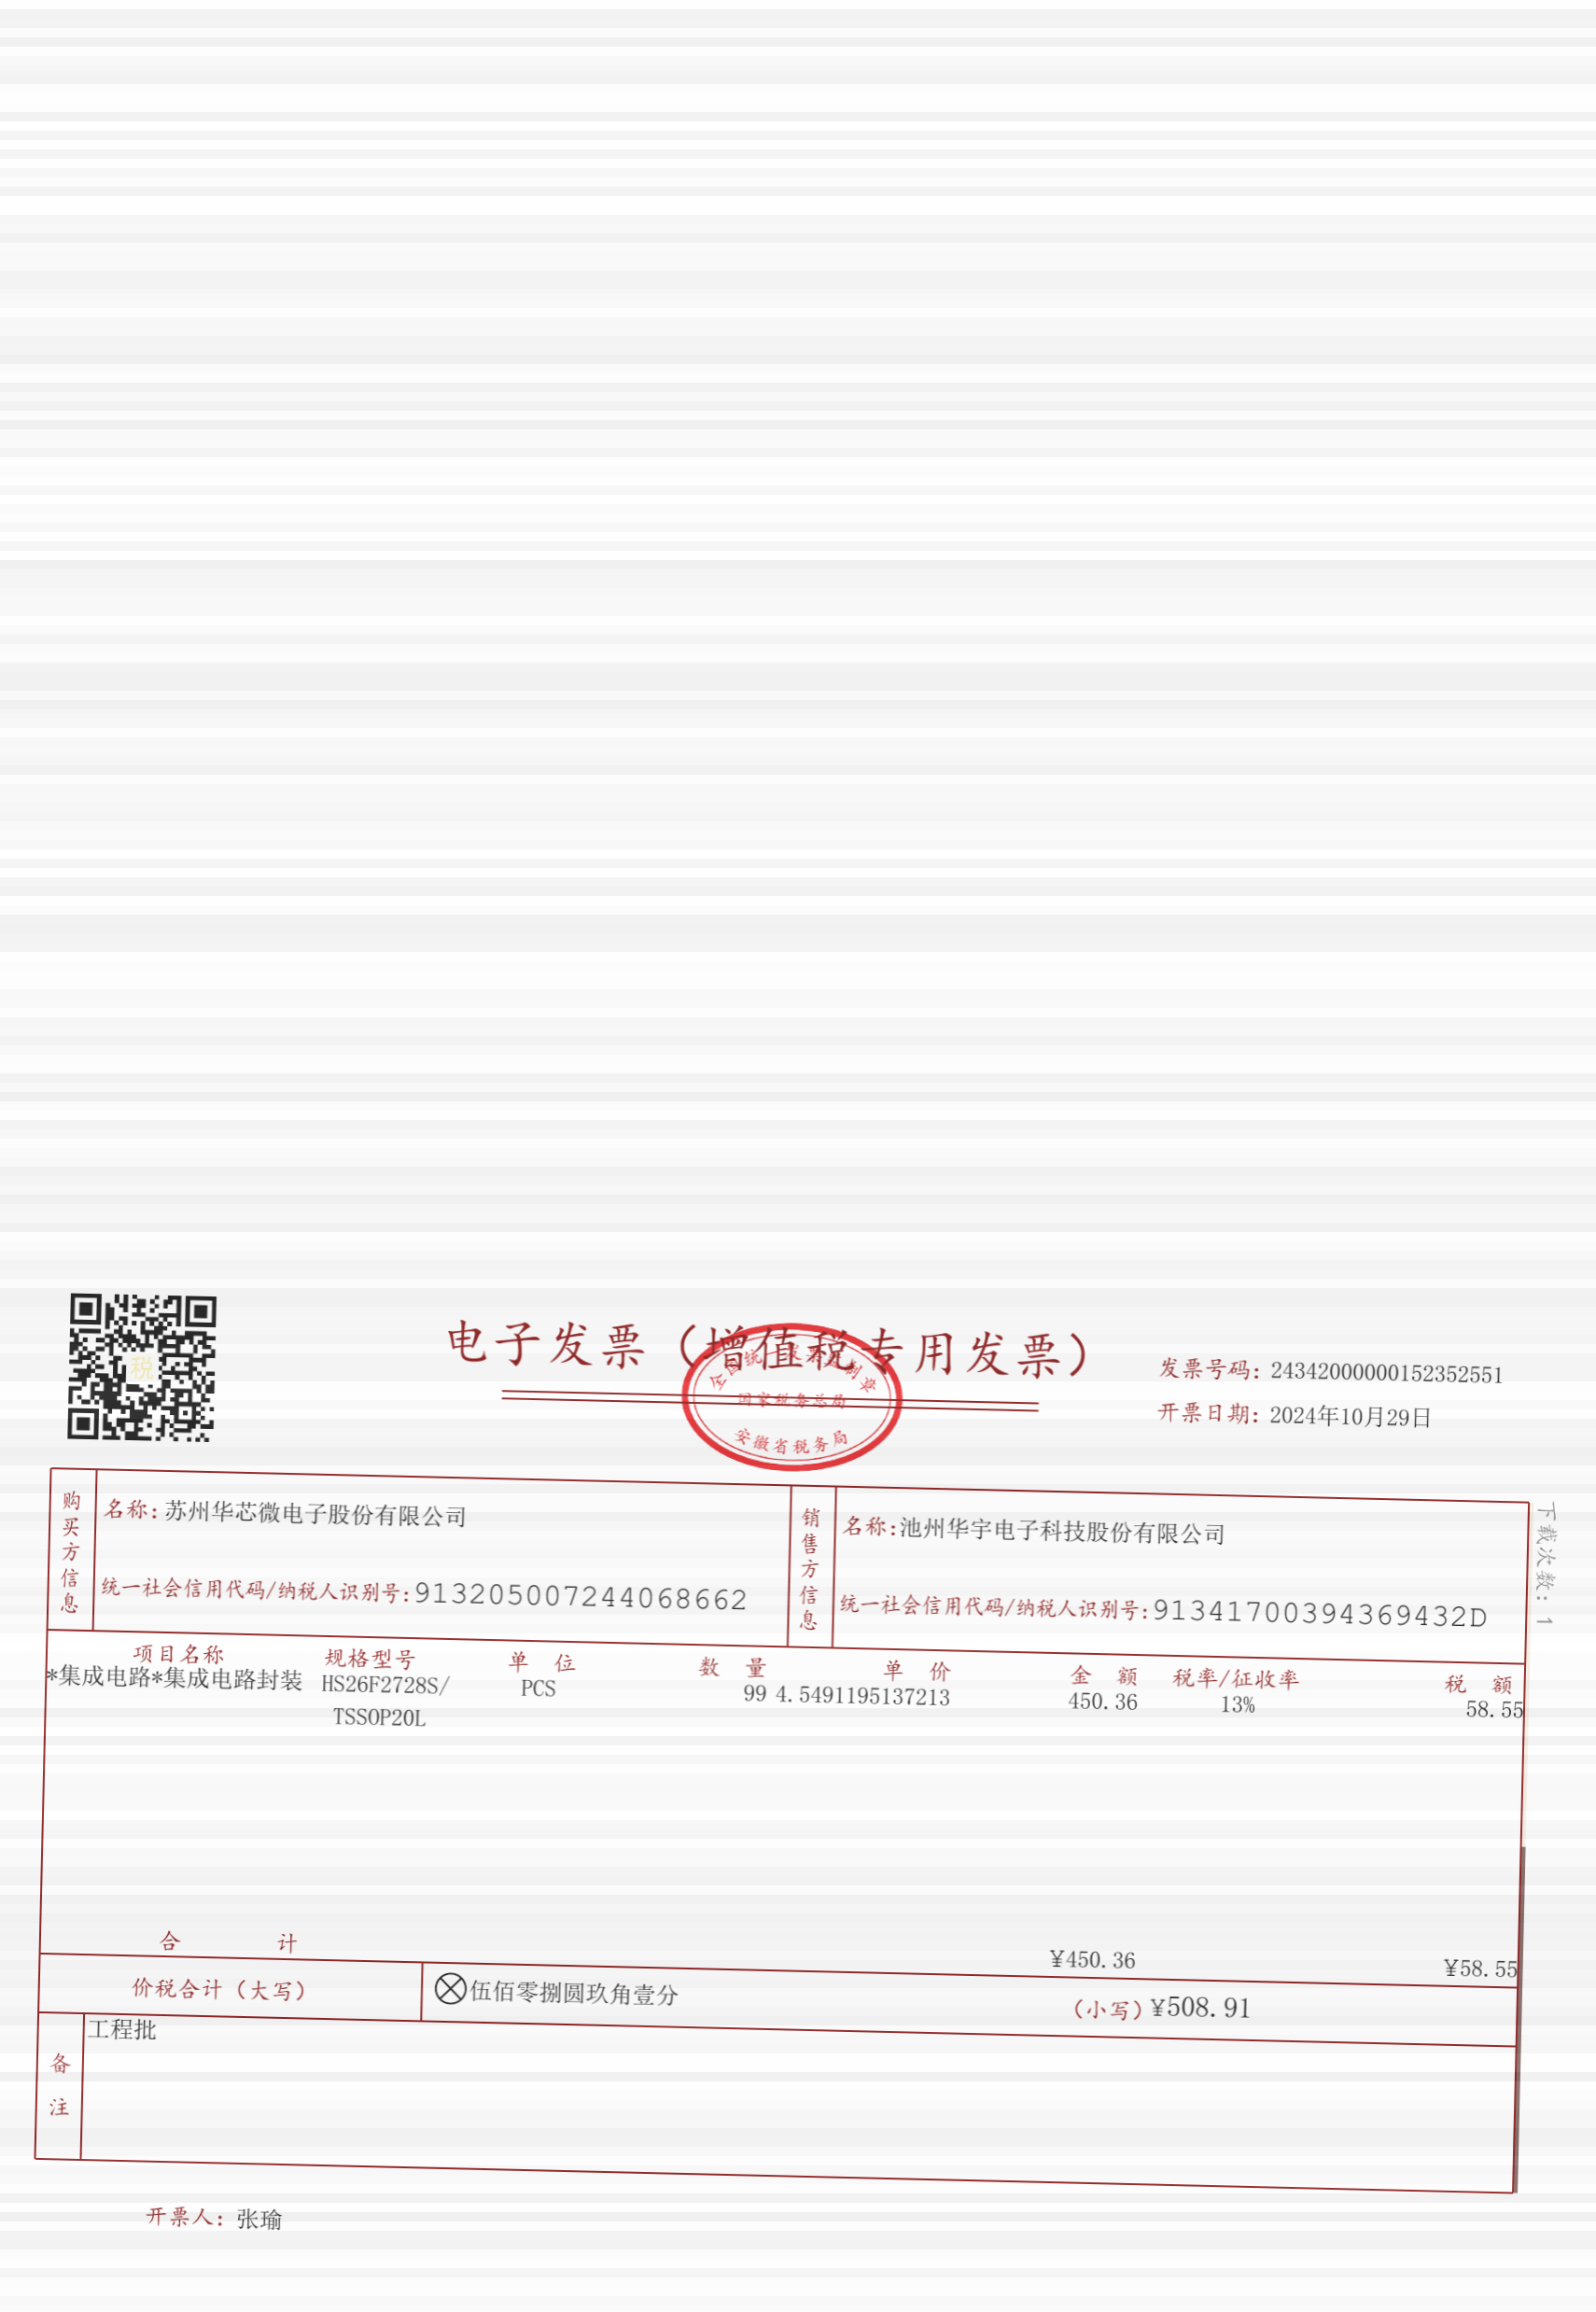 税
电子发票（增值税专用发票）
全国统一发票监制章
国家税务总局
安徽省税务局
发票号码：24342000000152352551
开票日期：2024年10月29日
购买方信息
名称：苏州华芯微电子股份有限公司
统一社会信用代码/纳税人识别号：913205007244068662
销售方信息
名称：池州华宇电子科技股份有限公司
统一社会信用代码/纳税人识别号：91341700394369432D
下载次数：1
项目名称 规格型号 单位 数量 单价 金额 税率/征收率 税额
*集成电路*集成电路封装 HS26F2728S/ PCS 99 4.5491195137213 450.36 13% 58.55
TSSOP20L
合计 ¥450.36 ¥58.55
价税合计（大写） 伍佰零捌圆玖角壹分 （小写）¥508.91
备注
工程批
开票人：张瑜